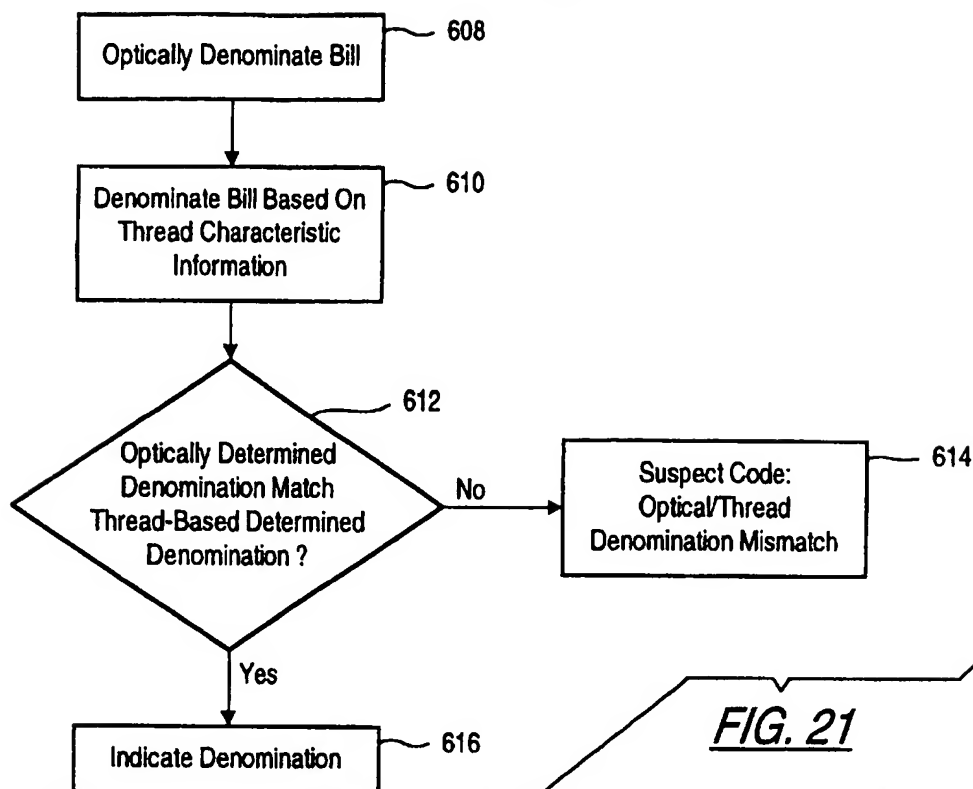 Optically Denominate Bill
608
Denominate Bill Based On
Thread Characteristic
Information
610
612
Optically Determined
Denomination Match
Thread-Based Determined
Denomination ?
No
Suspect Code:
Optical/Thread
Denomination Mismatch
614
Yes
Indicate Denomination
616
FIG. 21